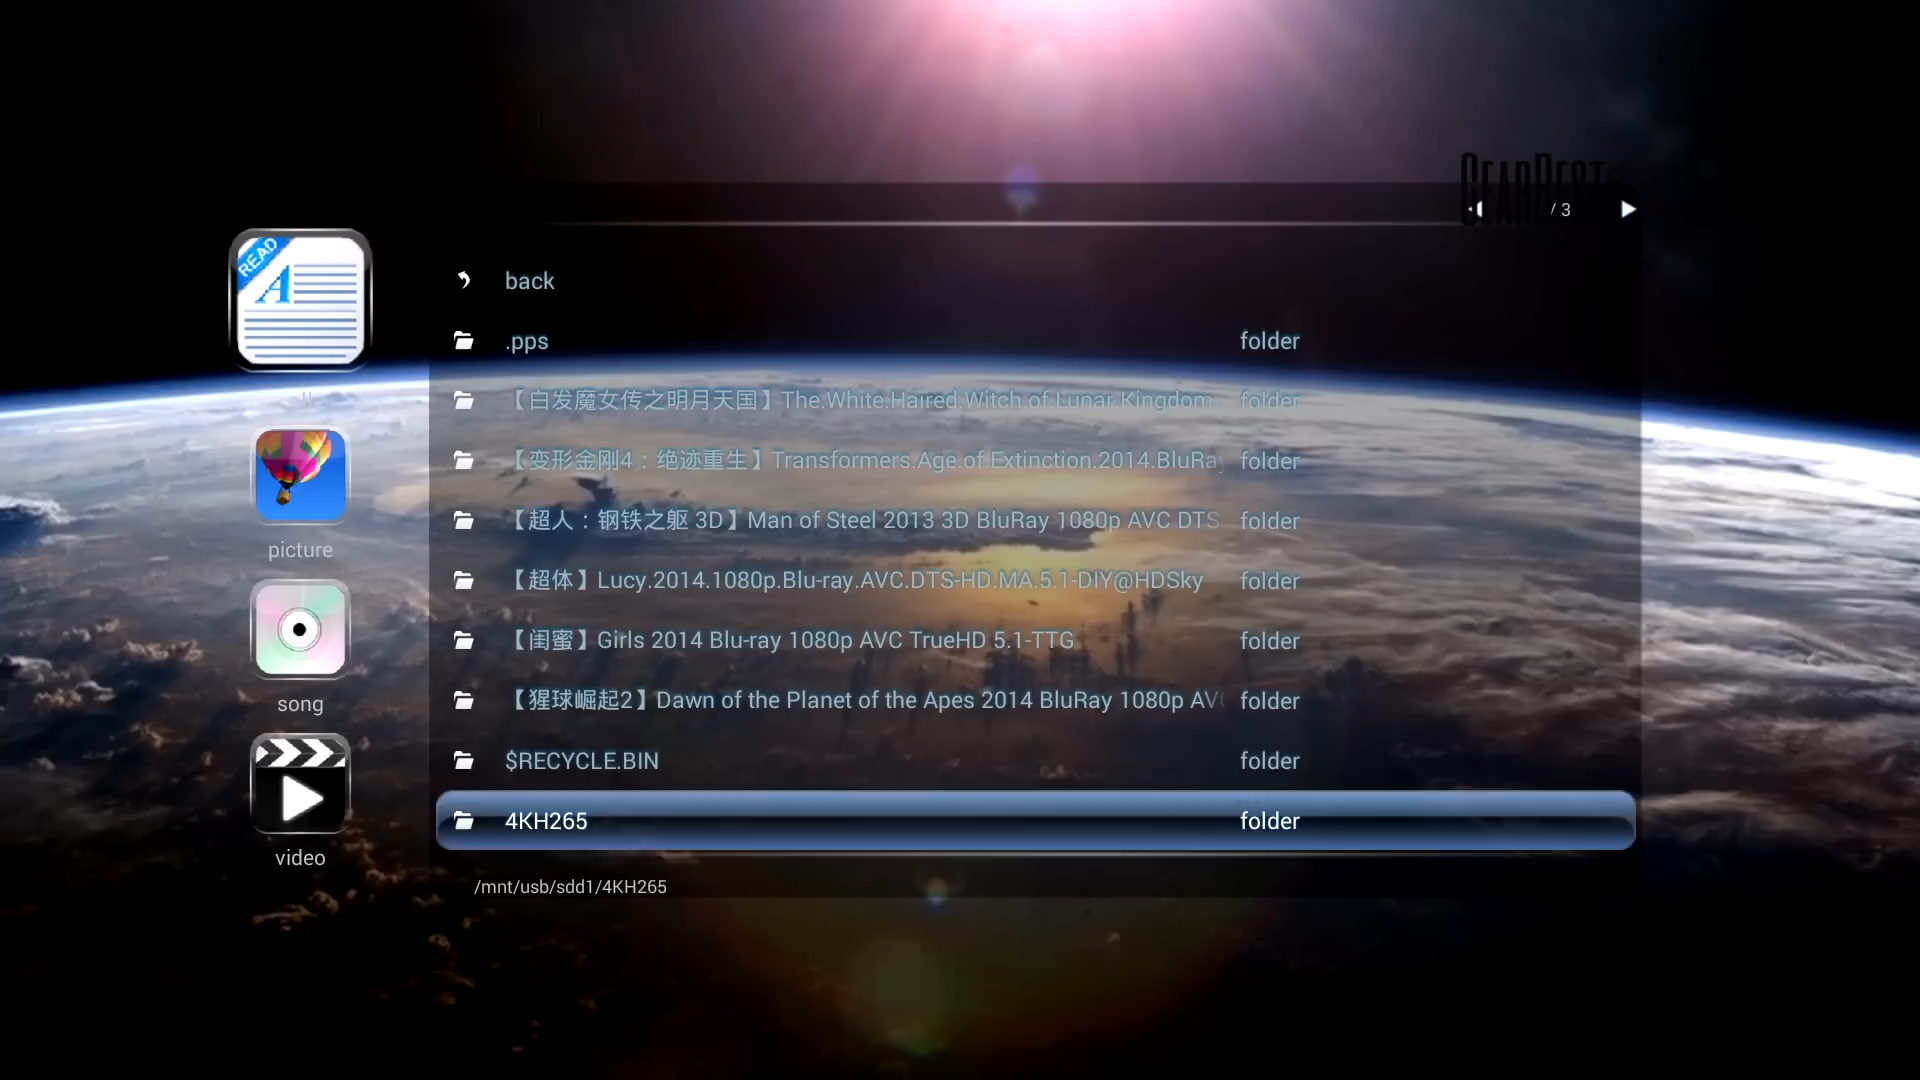 GEARBEST
/ 3
READ
A
all
picture
song
video
back
.pps folder
【白发魔女传之明月天国】The.White.Haired.Witch.of.Lunar.Kingdom folder
【变形金刚4：绝迹重生】Transformers.Age.of.Extinction.2014.BluRay folder
【超人：钢铁之躯 3D】Man of Steel 2013 3D BluRay 1080p AVC DTS folder
【超体】Lucy.2014.1080p.Blu-ray.AVC.DTS-HD.MA.5.1-DIY@HDSky folder
【闺蜜】Girls 2014 Blu-ray 1080p AVC TrueHD 5.1-TTG folder
【猩球崛起2】Dawn of the Planet of the Apes 2014 BluRay 1080p AVC folder
$RECYCLE.BIN folder
4KH265 folder
/mnt/usb/sdd1/4KH265